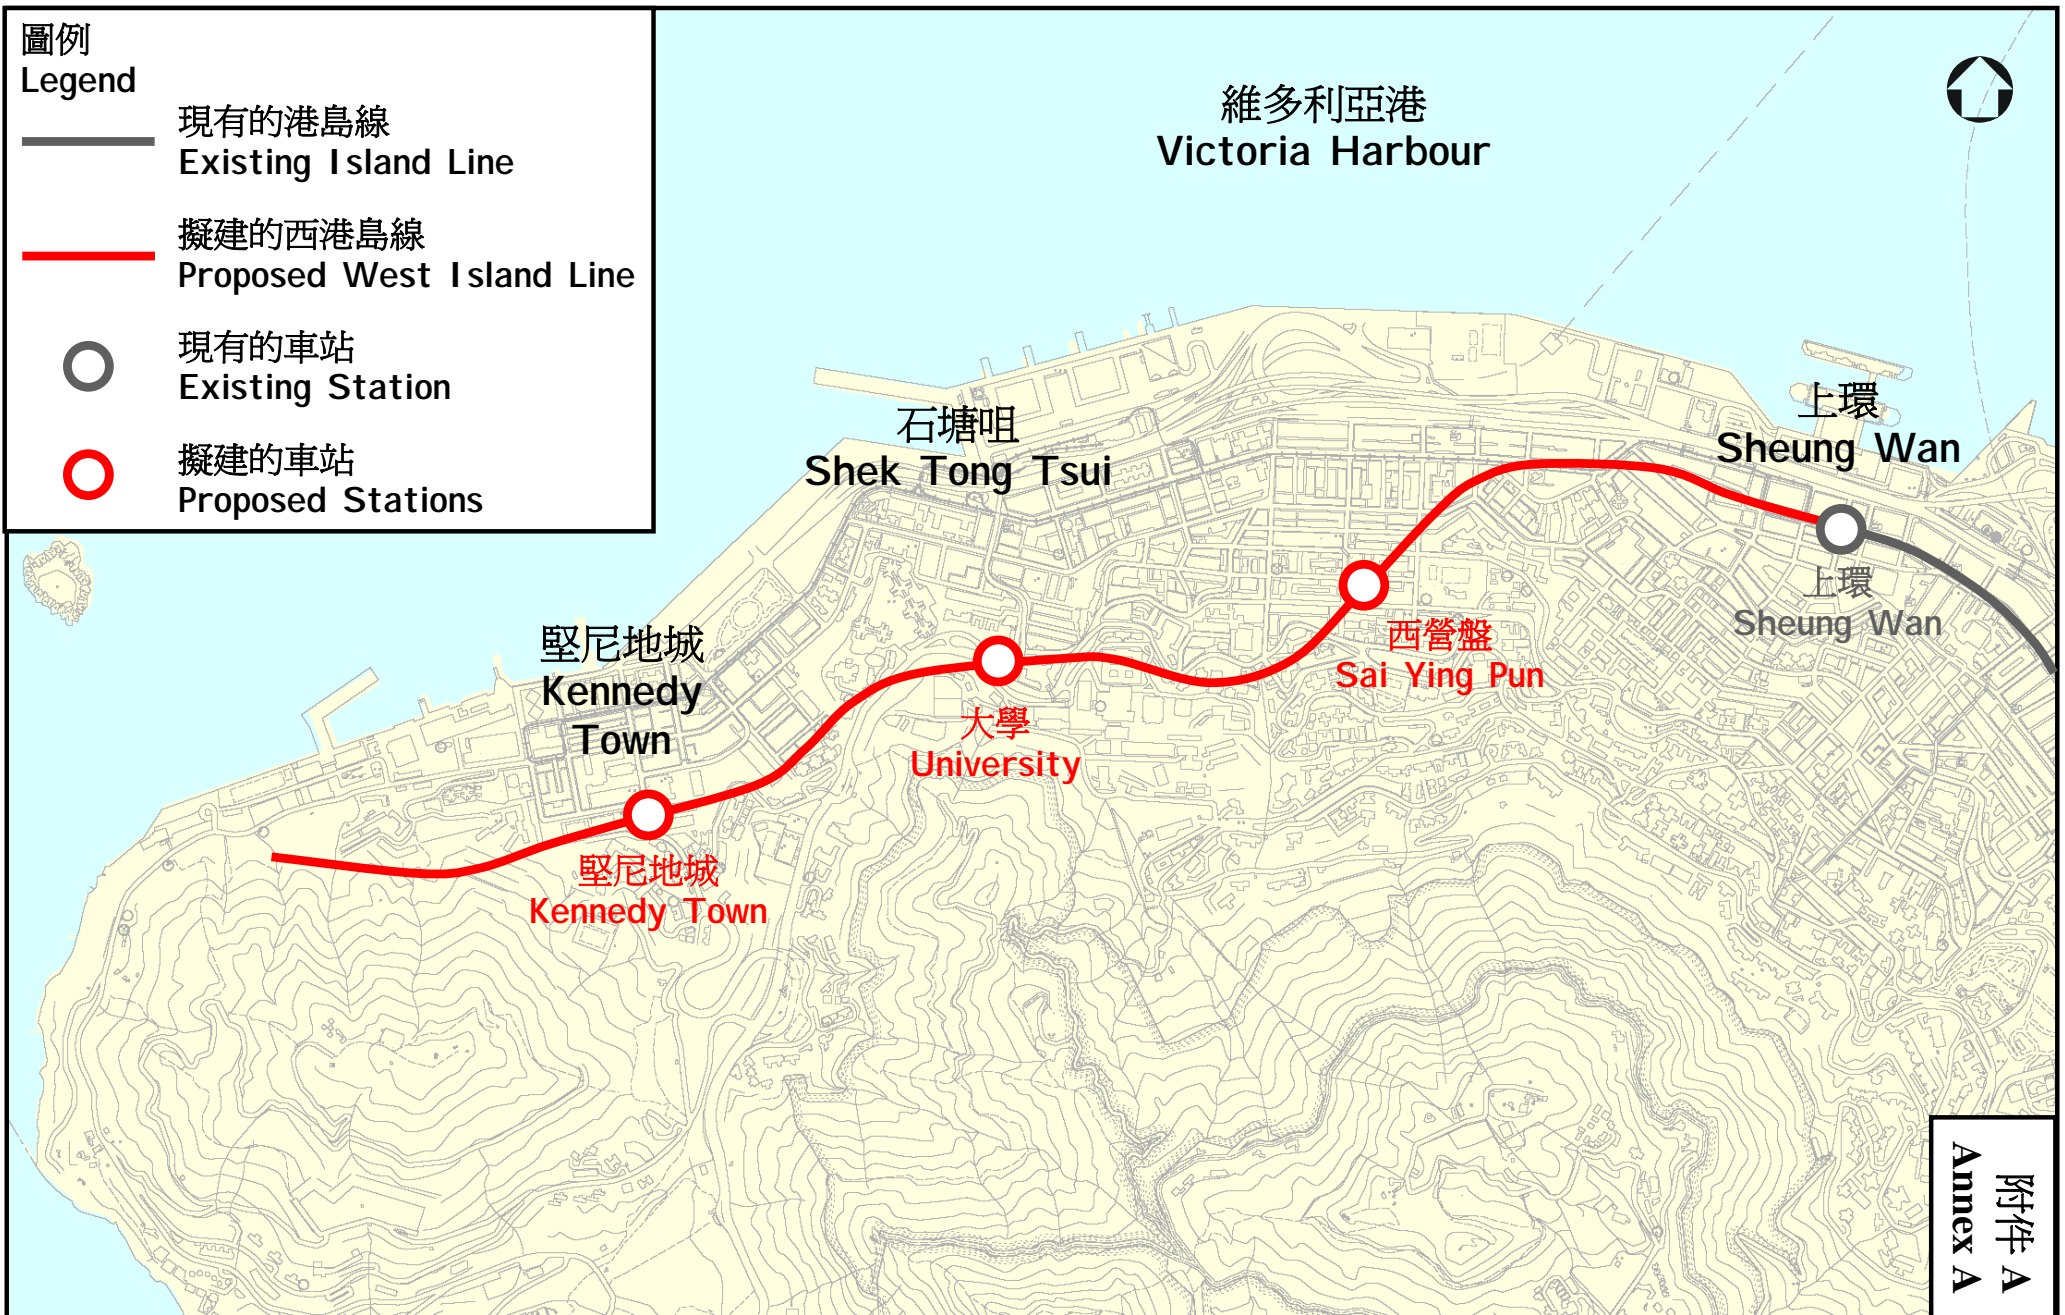 圖例
Legend
現有的港島線
Existing Island Line
擬建的西港島線
Proposed West Island Line
現有的車站
Existing Station
擬建的車站
Proposed Stations
維多利亞港
Victoria Harbour
上環
Sheung Wan
石塘咀
Shek Tong Tsui
上環
Sheung Wan
西營盤
Sai Ying Pun
堅尼地城
Kennedy
Town
大學
University
堅尼地城
Kennedy Town
附件 A
Annex A